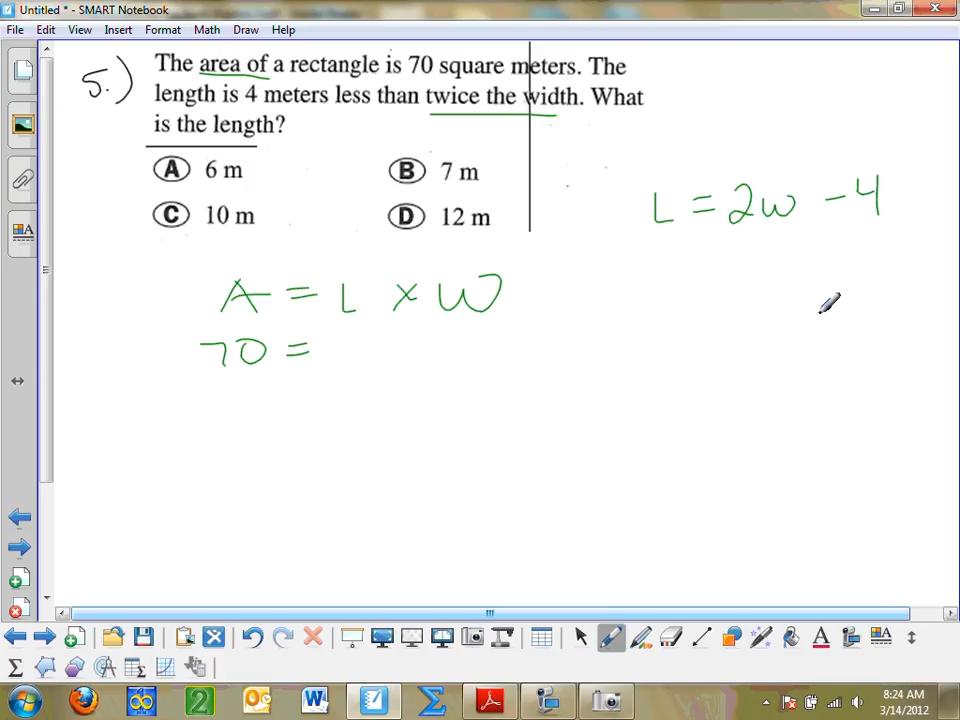 Untitled * - SMART Notebook
File Edit View Insert Format Math Draw Help
5.)
The area of a rectangle is 70 square meters. The
length is 4 meters less than twice the width. What
is the length?
A 6 m
B 7 m
C 10 m
D 12 m
L = 2w - 4
A = L x W
70 =
8:24 AM
3/14/2012